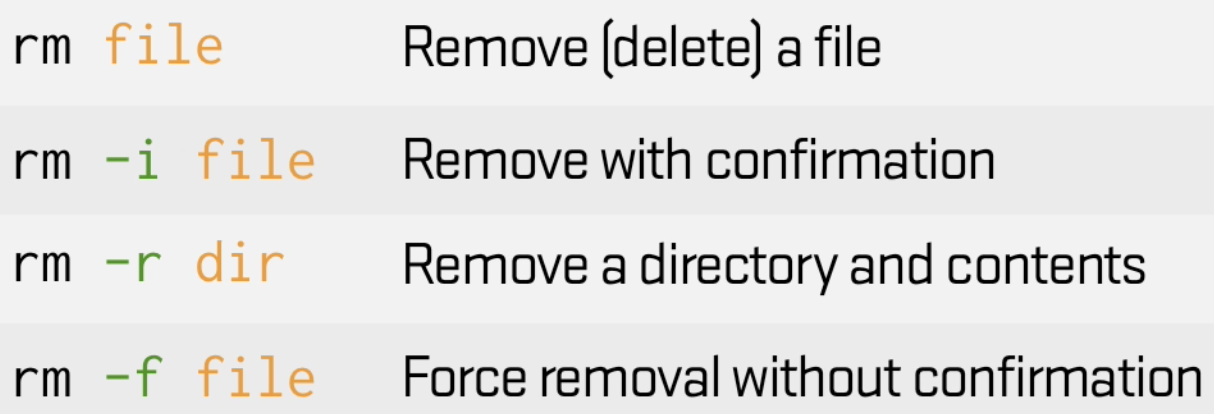 rm file Remove (delete) a file
rm -i file Remove with confirmation
rm -r dir Remove a directory and contents
rm -f file Force removal without confirmation